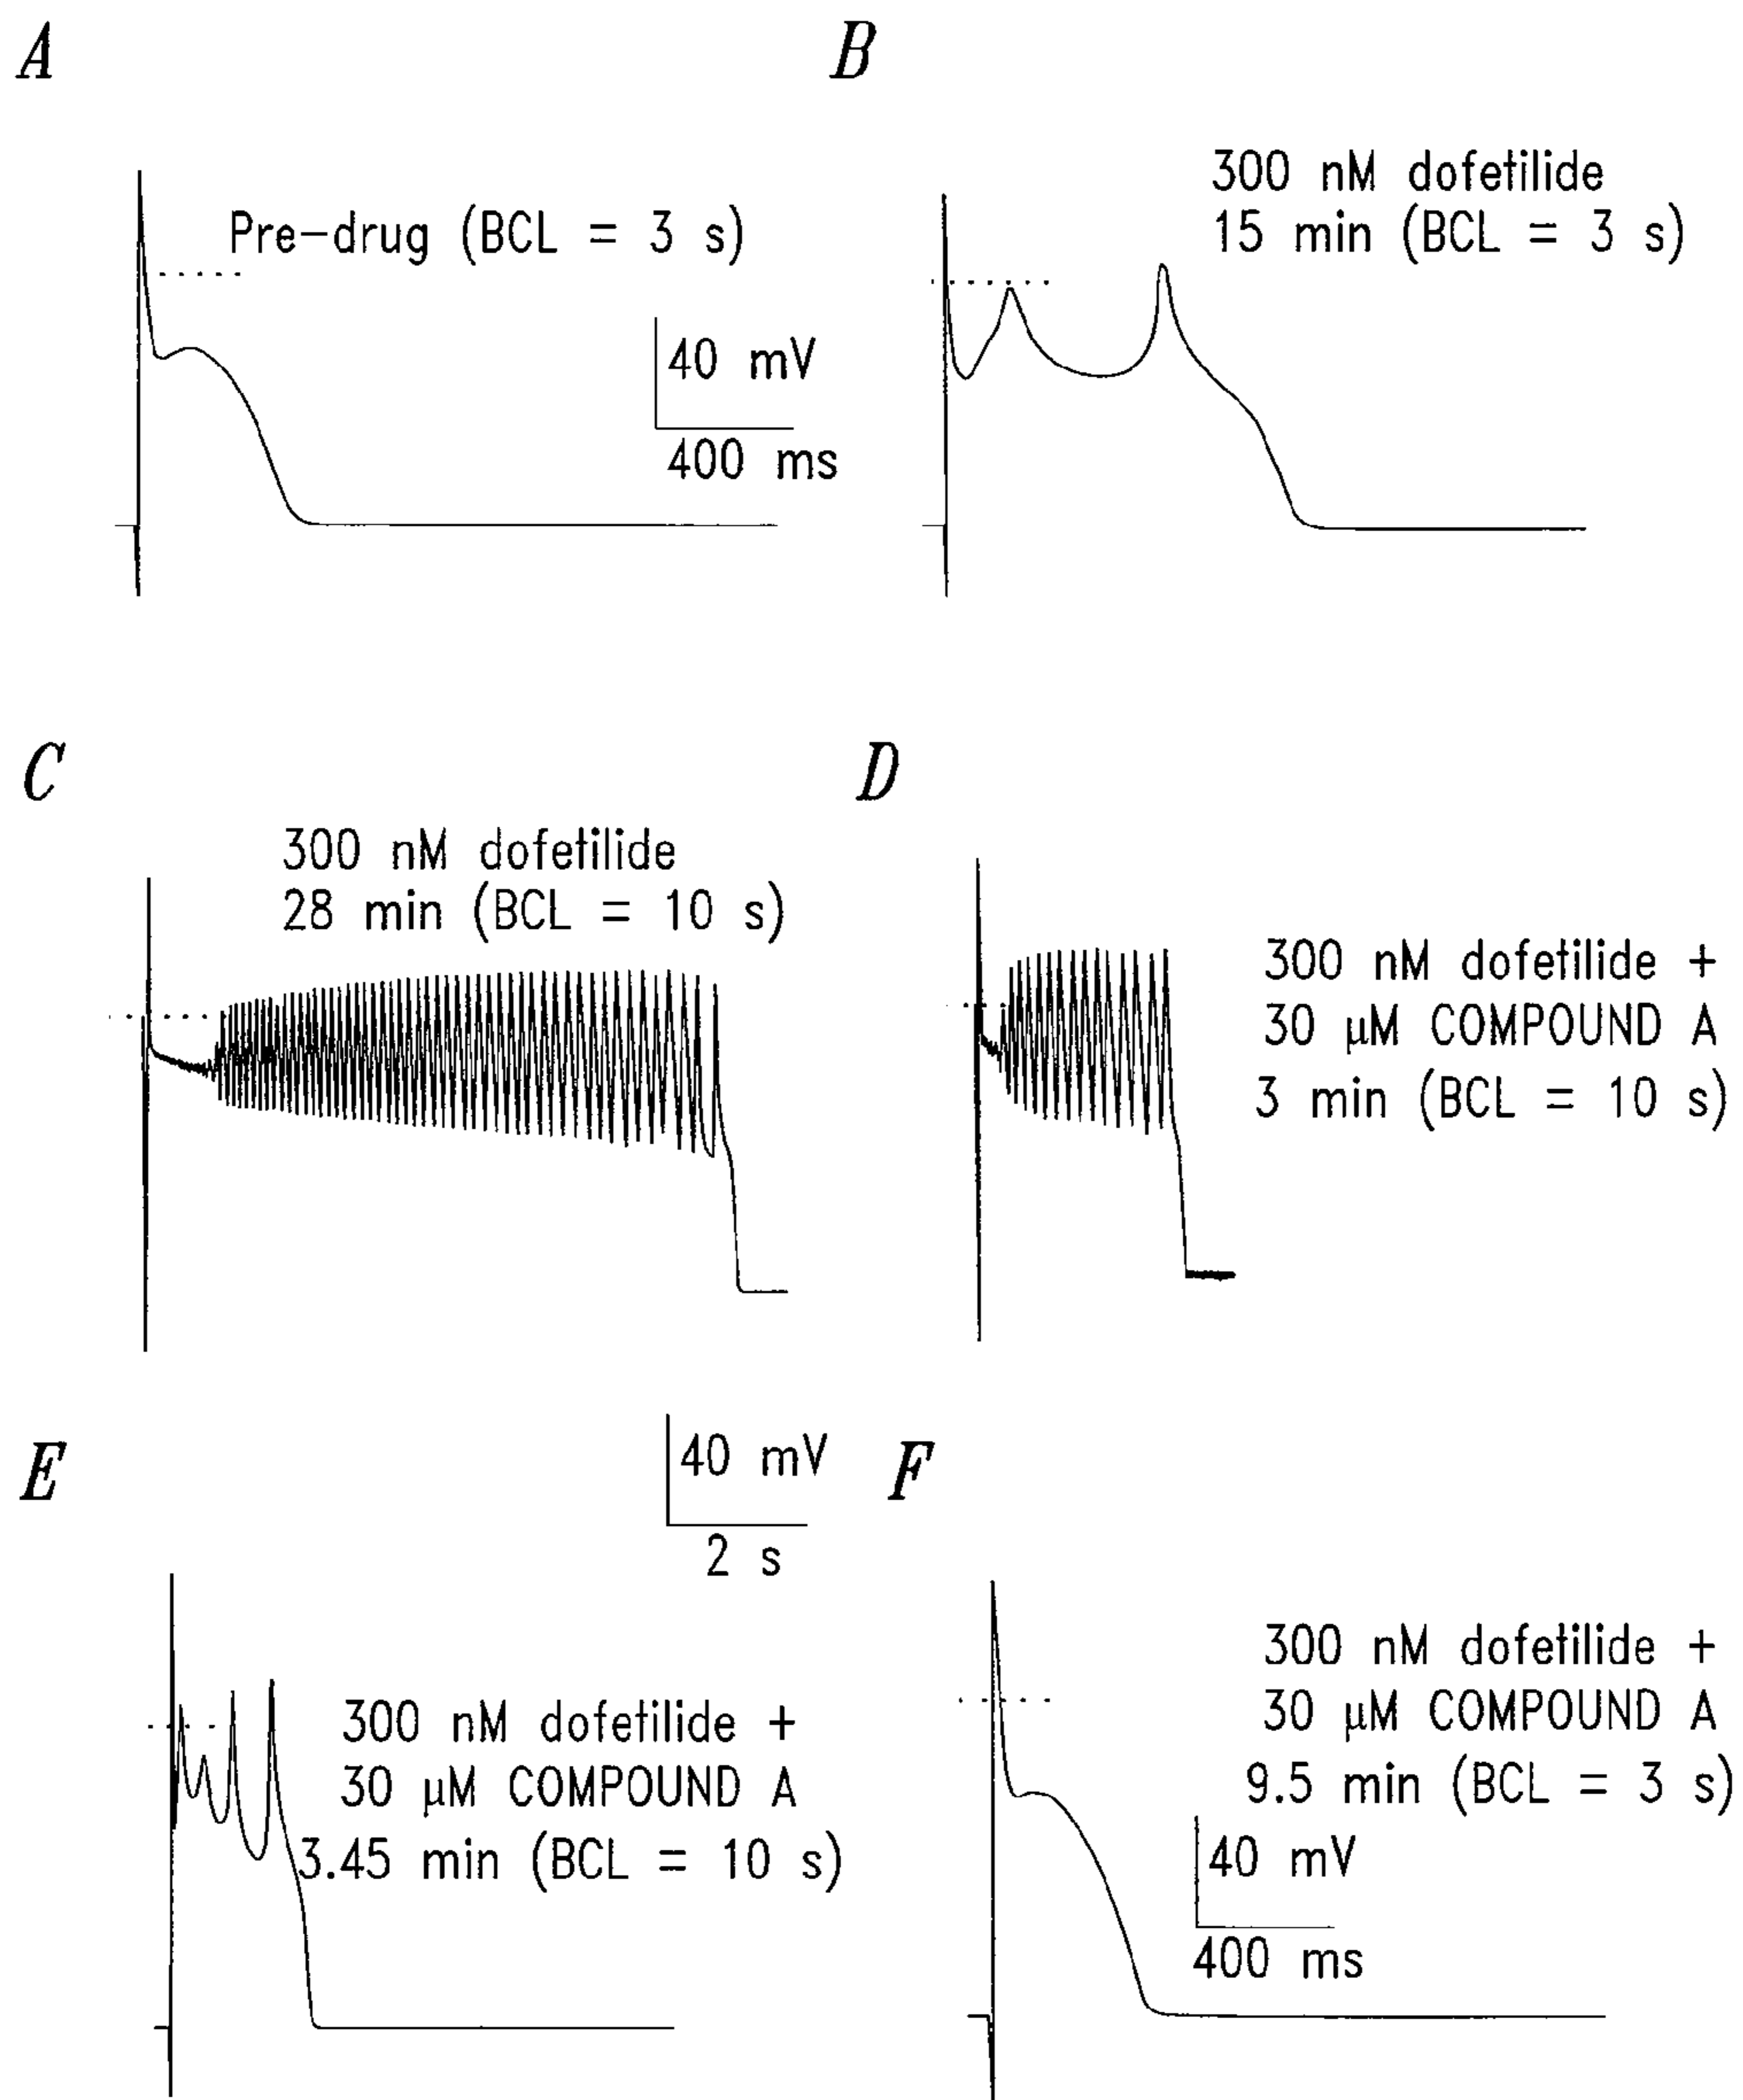 A
B
Pre-drug (BCL = 3 s)
40 mV
400 ms
300 nM dofetilide
15 min (BCL = 3 s)
C
D
300 nM dofetilide
28 min (BCL = 10 s)
300 nM dofetilide +
30 μM COMPOUND A
3 min (BCL = 10 s)
E
40 mV
2 s
F
300 nM dofetilide +
30 μM COMPOUND A
3.45 min (BCL = 10 s)
300 nM dofetilide +
30 μM COMPOUND A
9.5 min (BCL = 3 s)
40 mV
400 ms